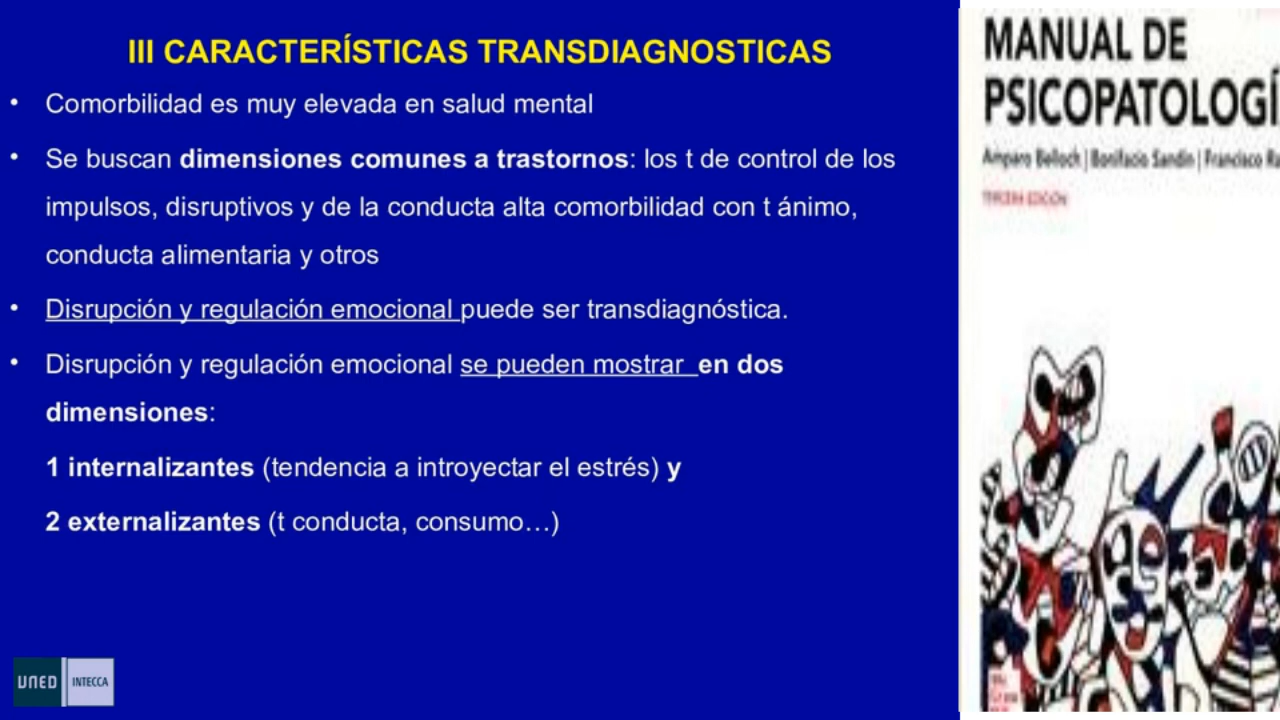 III CARACTERÍSTICAS TRANSDIAGNOSTICAS
• Comorbilidad es muy elevada en salud mental
• Se buscan dimensiones comunes a trastornos: los t de control de los
impulsos, disruptivos y de la conducta alta comorbilidad con t ánimo,
conducta alimentaria y otros
• Disrupción y regulación emocional puede ser transdiagnóstica.
• Disrupción y regulación emocional se pueden mostrar en dos
dimensiones:
1 internalizantes (tendencia a introyectar el estrés) y
2 externalizantes (t conducta, consumo…)
UNED INTECCA
MANUAL DE
PSICOPATOLOGÍ
Amparo Belloch | Bonifacio Sandín | Francisco Ra
TERCERA EDICIÓN